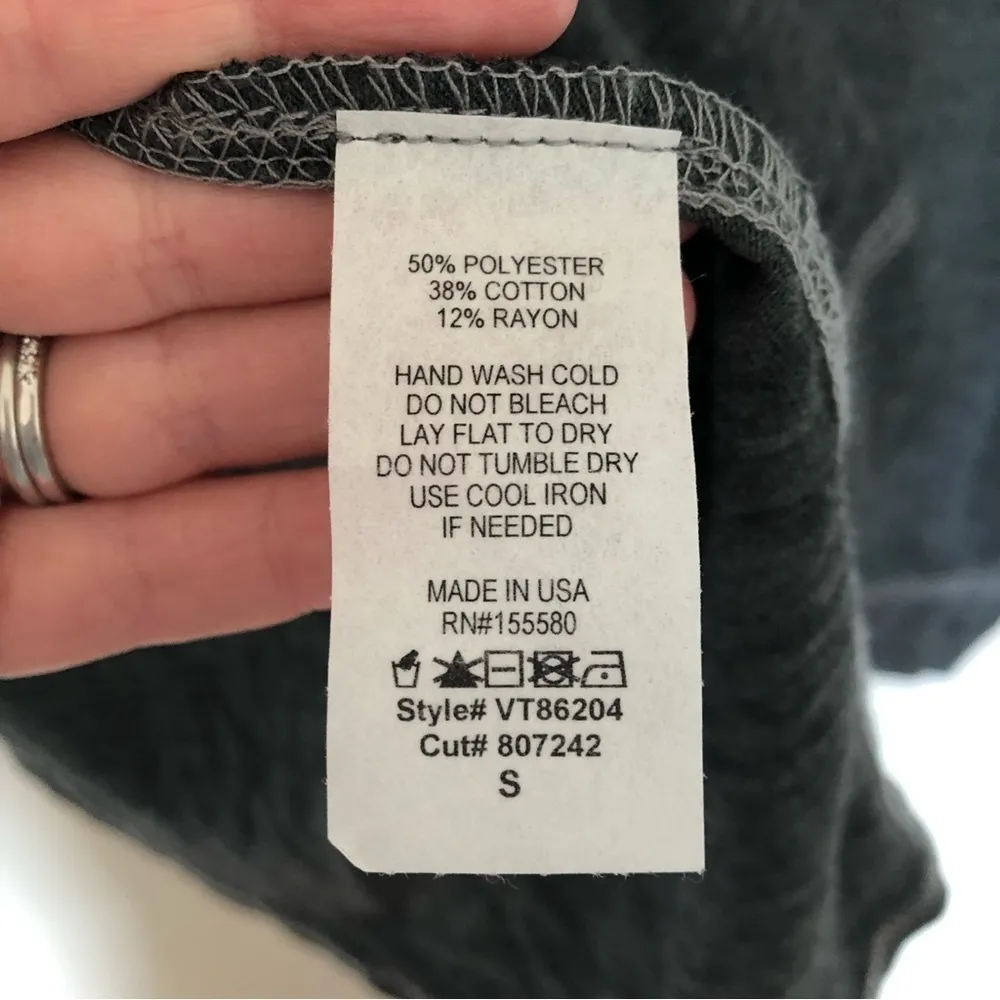 50% POLYESTER
38% COTTON
12% RAYON
HAND WASH COLD
DO NOT BLEACH
LAY FLAT TO DRY
DO NOT TUMBLE DRY
USE COOL IRON
IF NEEDED
MADE IN USA
RN#155580
Style# VT86204
Cut# 807242
S